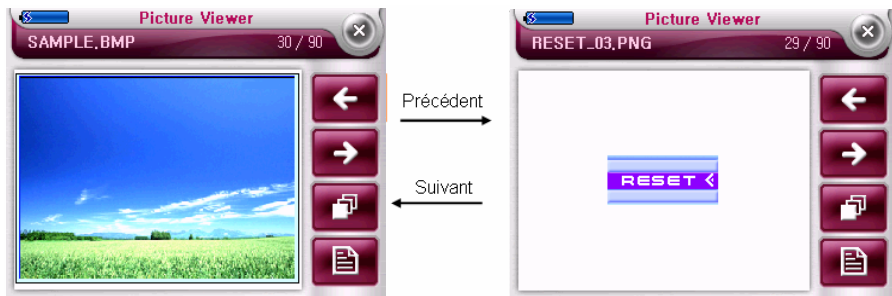 Picture Viewer
SAMPLE.BMP 30 / 90
Précédent
Suivant
Picture Viewer
RESET_03.PNG 29 / 90
RESET